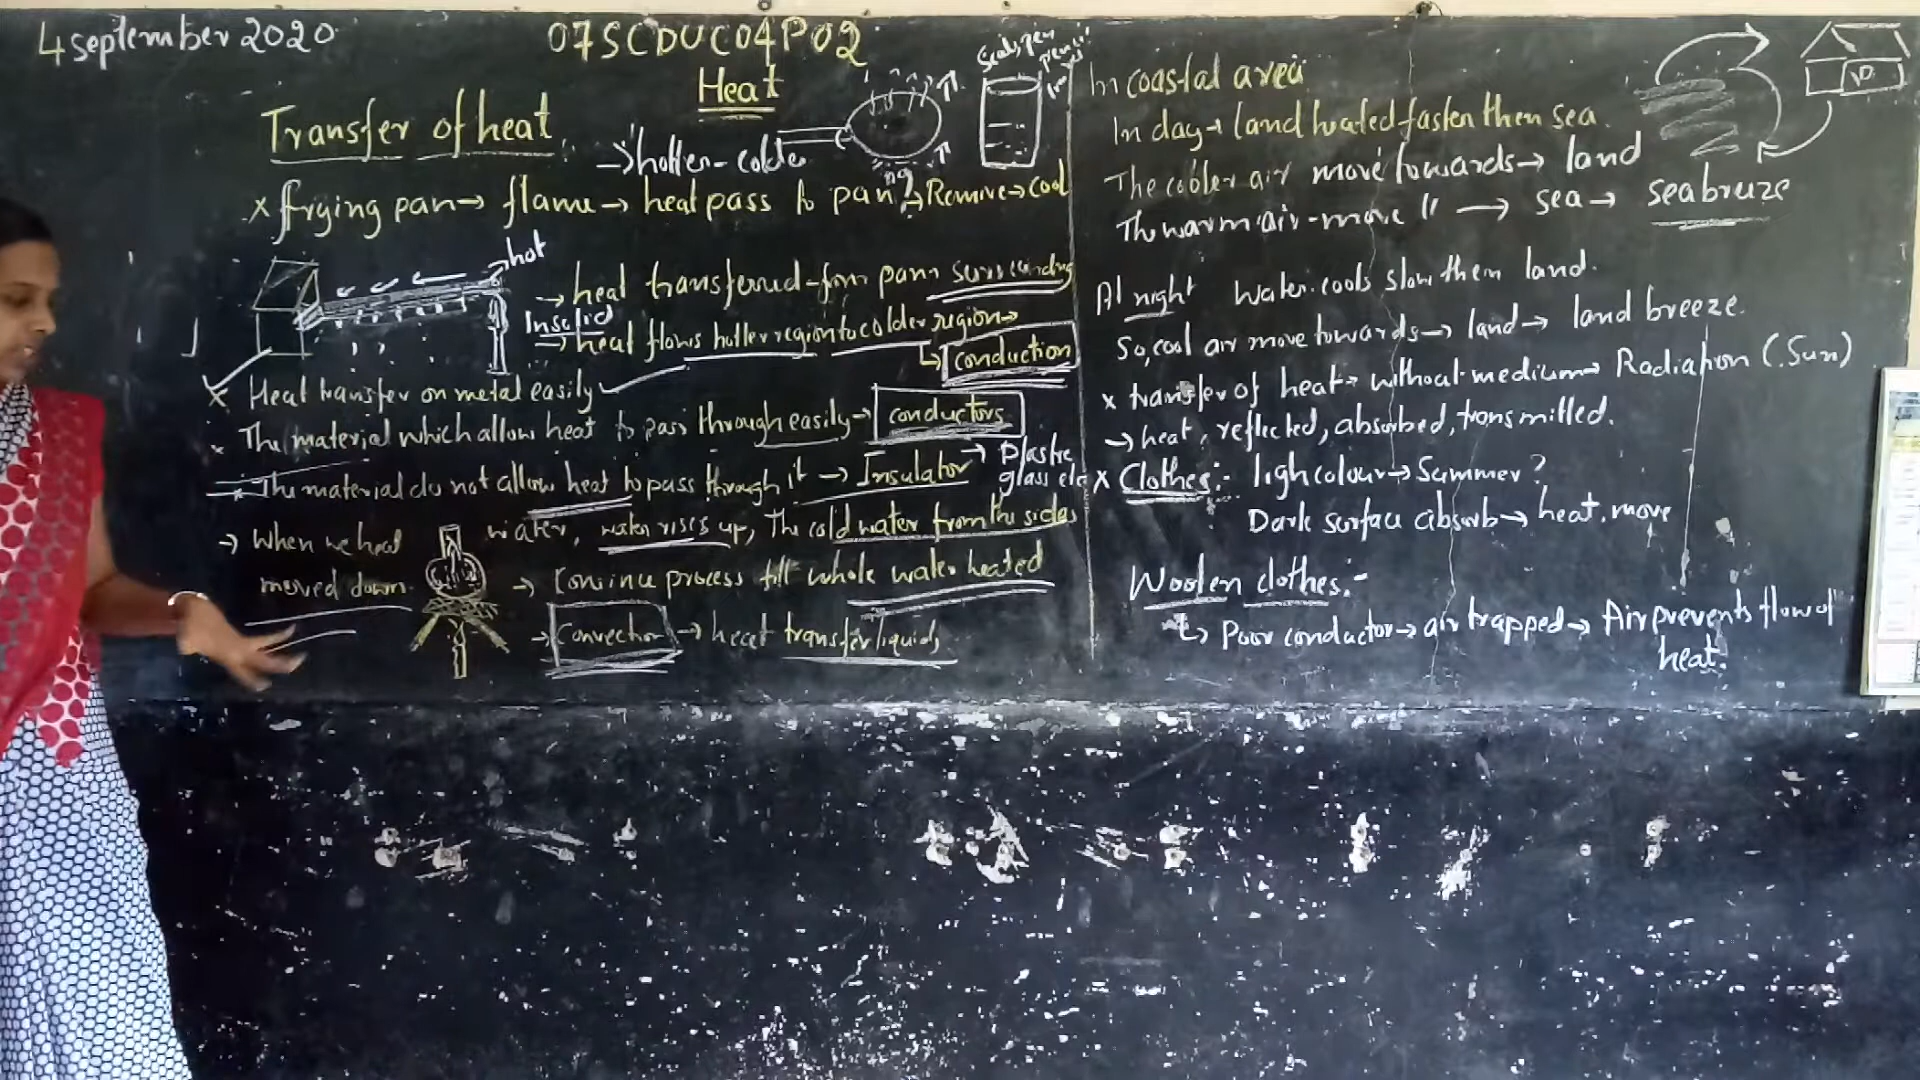 4 september 2020
07SCDUC04P02
Heat
Transfer of heat
→ hotter - colder
Scale, pen
x frying pan → flame → heat pass to pan → Remove → cool
hot
→ heat transferred from pan surrounding
In solid
→ heat flows hotter region to colder region →
conduction
x Heat transfer on metal easily
x The material which allow heat to pass through easily → conductors
x The material do not allow heat to pass through it → Insulator → Plastic
glass etc
→ When we heat water, water rises up, The cold water from the sides
moved down. → continue process till whole water heated
→ Convection → heat transfer liquids
In coastal area
In day → land heated faster then sea.
The cooler air move towards → land
The warm air - move " → sea → sea breeze
At night water cools slow them land.
So, cool air move towards → land → land breeze.
x transfer of heat → without medium → Radiation (Sun)
→ heat, reflected, absorbed, transmitted.
x Clothes:- ligh colour → Summer?
Dark surface absorb → heat. move
Woolen clothes:-
↳ Poor conductor → air trapped → Air prevents flow of
heat.